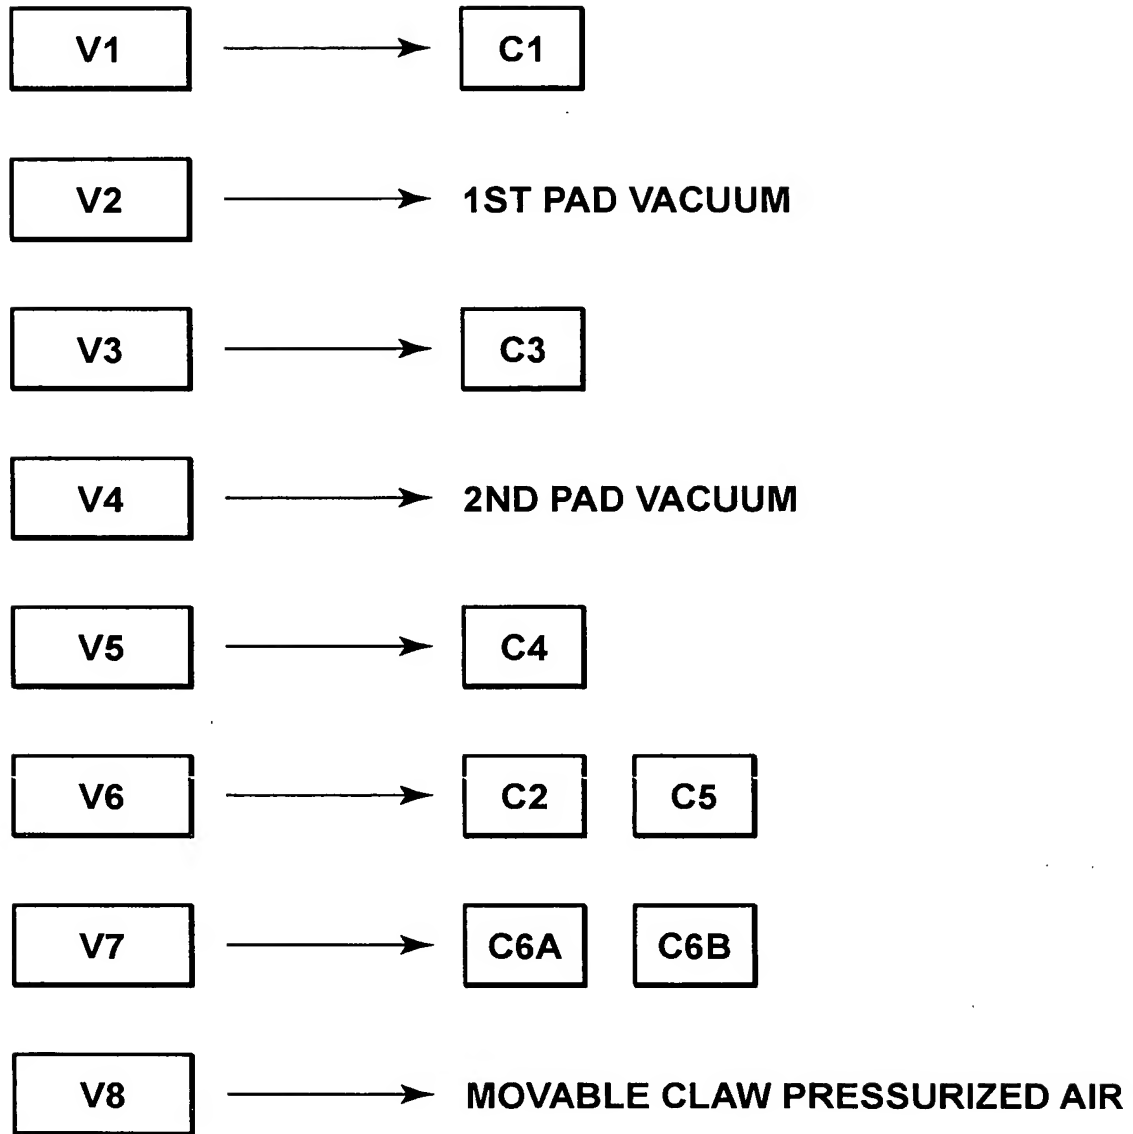 V1 C1
V2 1ST PAD VACUUM
V3 C3
V4 2ND PAD VACUUM
V5 C4
V6 C2 C5
V7 C6A C6B
V8 MOVABLE CLAW PRESSURIZED AIR